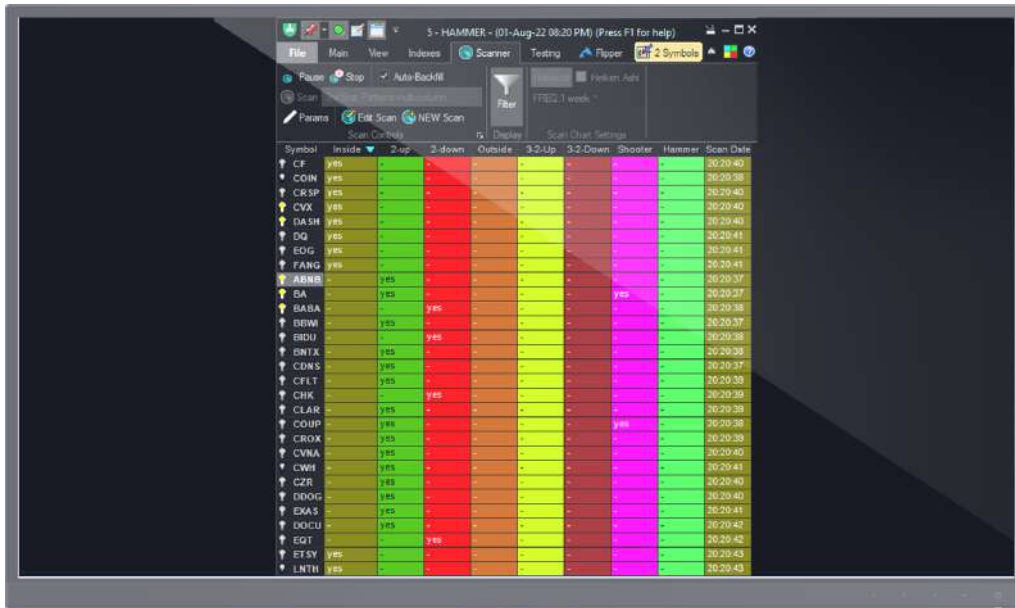 5 - HAMMER - (01-Aug-22 08:20 PM) (Press F1 for help)
File Main View Indexes Scanner Testing Flipper 2 Symbols
Pause Stop Auto-Backfill Heiken Ashi
Scan FREQ: 1 week
Filter
Params Edit Scan NEW Scan
Scan Controls Display Scan Chart Settings
Symbol Inside 2-up 2-down Outside 3-2-Up 3-2-Down Shooter Hammer Scan Date
CF yes - - - - - - - 20:20:40
COIN yes - - - - - - - 20:20:38
CRSP yes - - - - - - - 20:20:40
CVX yes - - - - - - - 20:20:40
DASH yes - - - - - - - 20:20:40
DQ yes - - - - - - - 20:20:41
EOG yes - - - - - - - 20:20:41
FANG yes - - - - - - - 20:20:41
ABNB - yes - - - - - - 20:20:37
BA - yes - - - - yes - 20:20:37
BABA - - yes - - - - - 20:20:38
BBWI - yes - - - - - - 20:20:37
BIDU - - yes - - - - - 20:20:38
BNTX - yes - - - - - - 20:20:38
CDNS - yes - - - - - - 20:20:37
CFLT - yes - - - - - - 20:20:39
CHK - - yes - - - - - 20:20:39
CLAR - yes - - - - - - 20:20:39
COUP - yes - - - - yes - 20:20:38
CROX - yes - - - - - - 20:20:39
CVNA - yes - - - - - - 20:20:40
CWH - yes - - - - - - 20:20:41
CZR - yes - - - - - - 20:20:40
DDOG - yes - - - - - - 20:20:40
EXAS - yes - - - - - - 20:20:41
DOCU - yes - - - - - - 20:20:42
EQT - - yes - - - - - 20:20:42
ETSY yes - - - - - - - 20:20:43
LNTH yes - - - - - - - 20:20:43